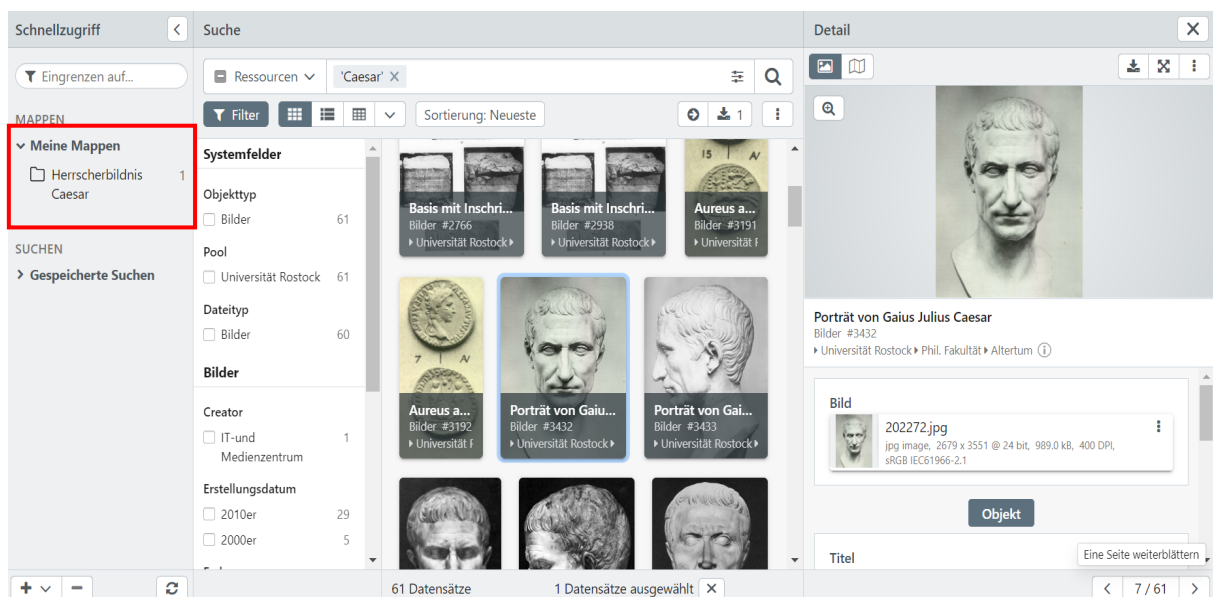 Schnellzugriff
Eingrenzen auf...
MAPPEN
Meine Mappen
Herrscherbildnis 1
Caesar
SUCHEN
Gespeicherte Suchen
Suche
Ressourcen 'Caesar'
Filter Sortierung: Neueste 1
Systemfelder
Objekttyp
Bilder 61
Pool
Universität Rostock 61
Dateityp
Bilder 60
Bilder
Creator
IT-und 1
Medienzentrum
Erstellungsdatum
2010er 29
2000er 5
Basis mit Inschri...
Bilder #2766
Universität Rostock
Basis mit Inschri...
Bilder #2938
Universität Rostock
15 AV
Aureus a...
Bilder #3191
Universität F
7 AV
Aureus a...
Bilder #3192
Universität F
Porträt von Gaiu...
Bilder #3432
Universität Rostock
Porträt von Gai...
Bilder #3433
Universität Rostock
61 Datensätze 1 Datensätze ausgewählt
Detail
Porträt von Gaius Julius Caesar
Bilder #3432
Universität Rostock Phil. Fakultät Altertum
Bild
202272.jpg
jpg image, 2679 x 3551 @ 24 bit, 989.0 kB, 400 DPI,
sRGB IEC61966-2.1
Objekt
Titel
Eine Seite weiterblättern
7 / 61